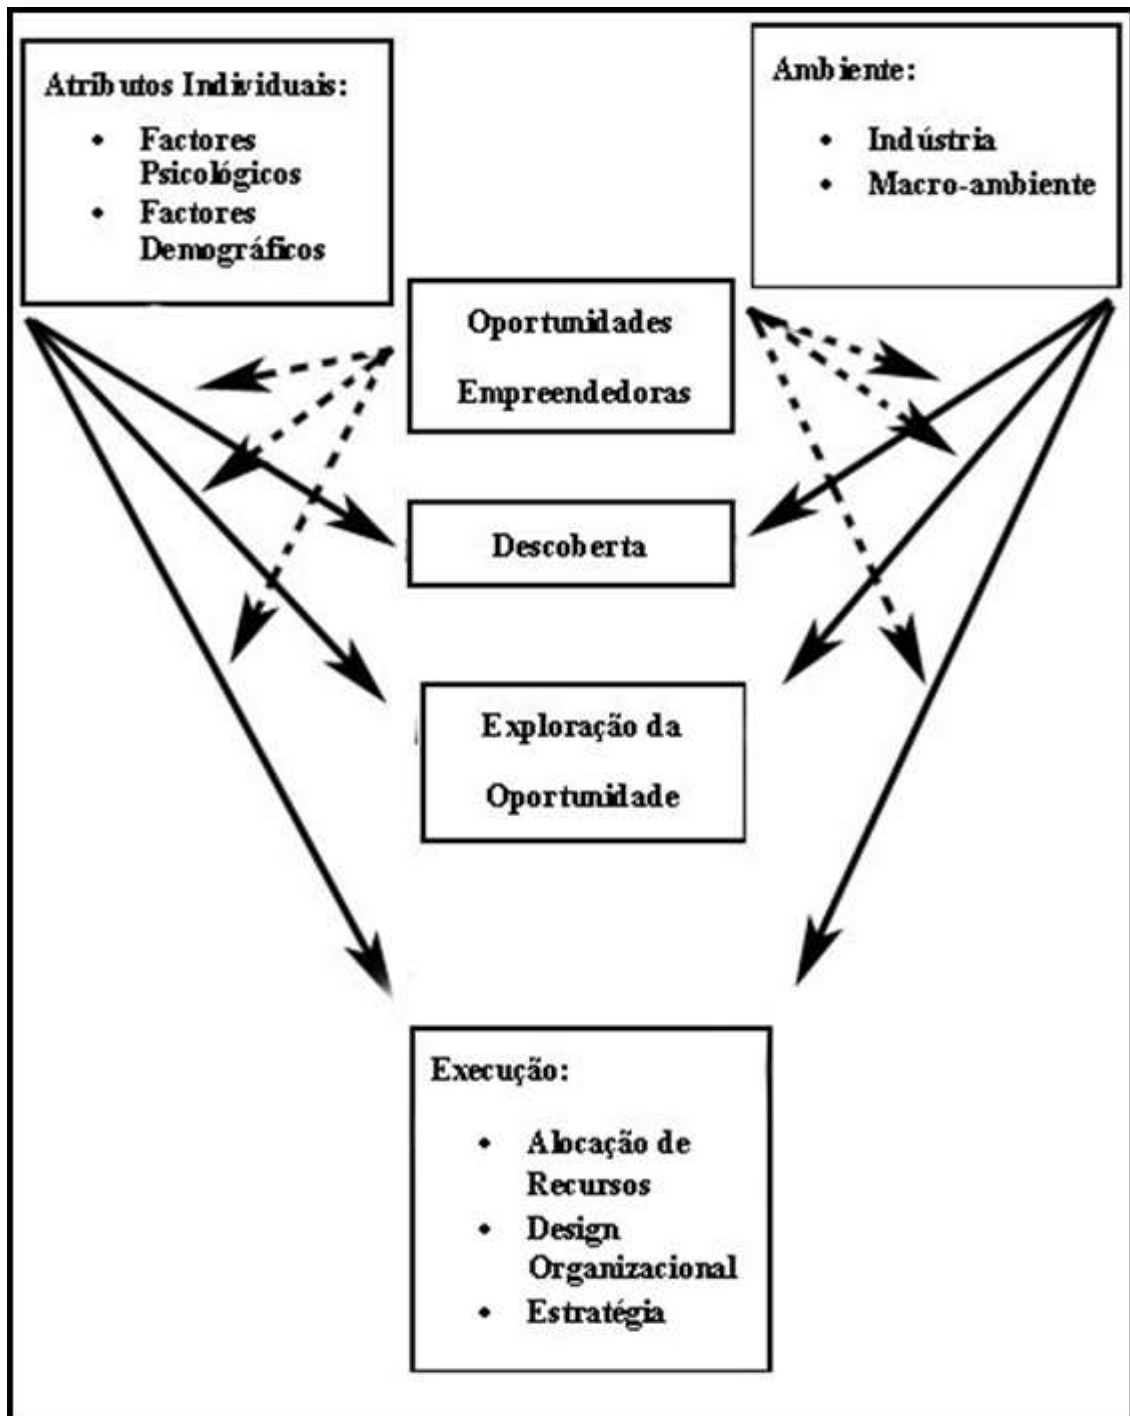 Atributos Individuais:
• Factores
Psicológicos
• Factores
Demográficos
Ambiente:
• Indústria
• Macro-ambiente
Oportunidades
Empreendedoras
Descoberta
Exploração da
Oportunidade
Execução:
• Alocação de
Recursos
• Design
Organizacional
• Estratégia